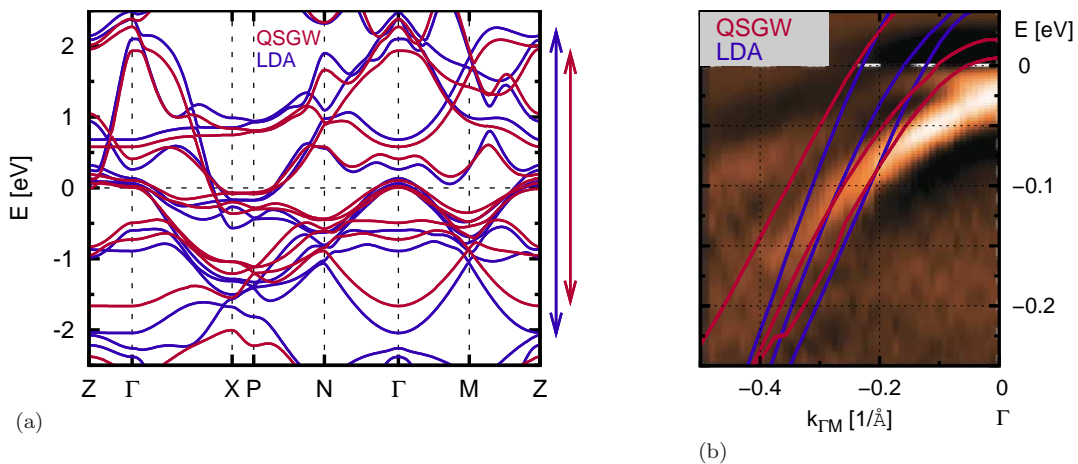 QSGW
LDA
E [eV]
2
1
0
-1
-2
Z Γ X P N Γ M Z
(a)
QSGW
LDA
E [eV]
0
−0.1
−0.2
−0.4 −0.2 0
k_ΓM [1/Å] Γ
(b)